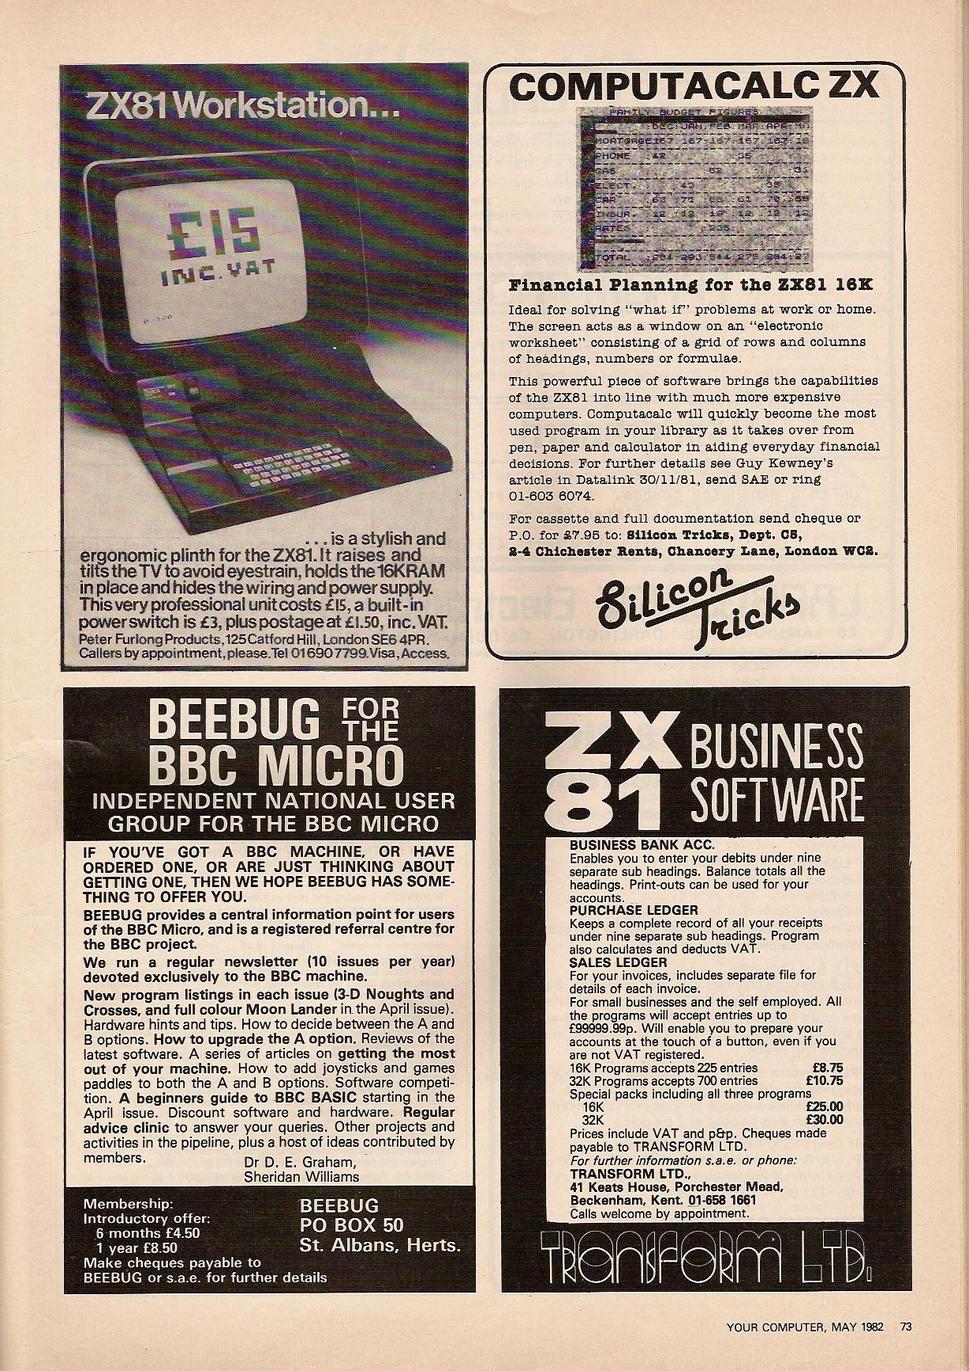 ZX81 Workstation...
£15
INC. VAT
... is a stylish and
ergonomic plinth for the ZX81. It raises and
tilts the TV to avoid eyestrain, holds the 16K RAM
in place and hides the wiring and power supply.
This very professional unit costs £15, a built-in
power switch is £3, plus postage at £1.50, inc. VAT.
Peter Furlong Products, 125 Catford Hill, London SE6 4PR.
Callers by appointment, please. Tel 01 690 7799. Visa, Access.
COMPUTACALC ZX
FAMILY BUDGET FIGURES
DEC JAN FEB MAR APR
MORTGAGE 167 167 167 167 167
PHONE
GAS
ELECT.
CAR
INSUR. 12 12 12 12 12
RATES
TOTAL
Financial Planning for the ZX81 16K
Ideal for solving "what if" problems at work or home.
The screen acts as a window on an "electronic
worksheet" consisting of a grid of rows and columns
of headings, numbers or formulae.
This powerful piece of software brings the capabilities
of the ZX81 into line with much more expensive
computers. Computacalc will quickly become the most
used program in your library as it takes over from
pen, paper and calculator in aiding everyday financial
decisions. For further details see Guy Kewney's
article in Datalink 30/11/81, send SAE or ring
01-603 6074.
For cassette and full documentation send cheque or
P.O. for £7.95 to: Silicon Tricks, Dept. C5,
2-4 Chichester Rents, Chancery Lane, London WC2.
Silicon
Tricks
BEEBUG FOR THE
BBC MICRO
INDEPENDENT NATIONAL USER
GROUP FOR THE BBC MICRO
IF YOU'VE GOT A BBC MACHINE, OR HAVE
ORDERED ONE, OR ARE JUST THINKING ABOUT
GETTING ONE, THEN WE HOPE BEEBUG HAS SOME-
THING TO OFFER YOU.
BEEBUG provides a central information point for users
of the BBC Micro, and is a registered referral centre for
the BBC project.
We run a regular newsletter (10 issues per year)
devoted exclusively to the BBC machine.
New program listings in each issue (3-D Noughts and
Crosses, and full colour Moon Lander in the April issue).
Hardware hints and tips. How to decide between the A and
B options. How to upgrade the A option. Reviews of the
latest software. A series of articles on getting the most
out of your machine. How to add joysticks and games
paddles to both the A and B options. Software competi-
tion. A beginners guide to BBC BASIC starting in the
April issue. Discount software and hardware. Regular
advice clinic to answer your queries. Other projects and
activities in the pipeline, plus a host of ideas contributed by
members.
Dr D. E. Graham,
Sheridan Williams
Membership:
Introductory offer:
6 months £4.50
1 year £8.50
Make cheques payable to
BEEBUG or s.a.e. for further details
BEEBUG
PO BOX 50
St. Albans, Herts.
ZX BUSINESS
81 SOFTWARE
BUSINESS BANK ACC.
Enables you to enter your debits under nine
separate sub headings. Balance totals all the
headings. Print-outs can be used for your
accounts.
PURCHASE LEDGER
Keeps a complete record of all your receipts
under nine separate sub headings. Program
also calculates and deducts VAT.
SALES LEDGER
For your invoices, includes separate file for
details of each invoice.
For small businesses and the self employed. All
the programs will accept entries up to
£99999.99p. Will enable you to prepare your
accounts at the touch of a button, even if you
are not VAT registered.
16K Programs accepts 225 entries £8.75
32K Programs accepts 700 entries £10.75
Special packs including all three programs
16K £25.00
32K £30.00
Prices include VAT and p&p. Cheques made
payable to TRANSFORM LTD.
For further information s.a.e. or phone:
TRANSFORM LTD.,
41 Keats House, Porchester Mead,
Beckenham, Kent. 01-658 1661
Calls welcome by appointment.
TRANSFORM LTD.
YOUR COMPUTER, MAY 1982 73